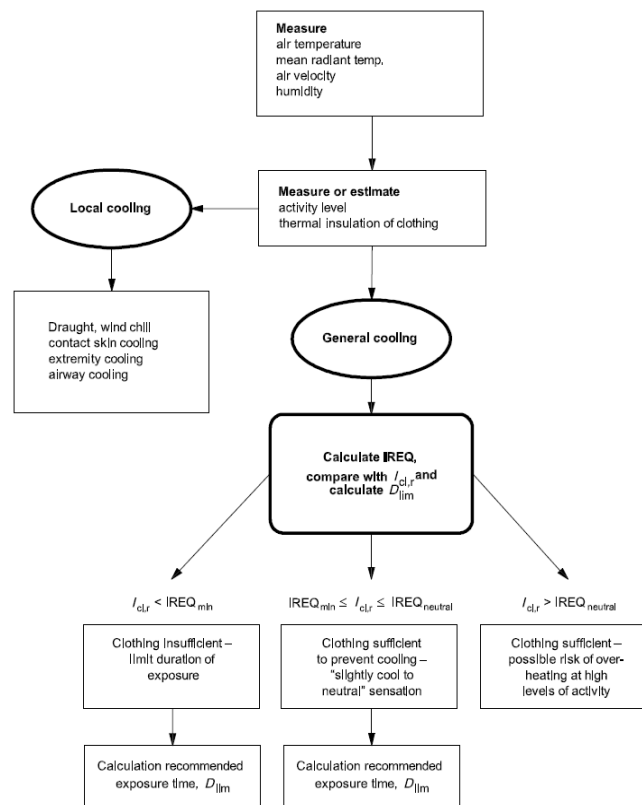 Measure
air temperature
mean radiant temp.
air velocity
humidity
Measure or estimate
activity level
thermal insulation of clothing
Local cooling
Draught, wind chill
contact skin cooling
extremity cooling
airway cooling
General cooling
Calculate IREQ,
compare with Icl,r and
calculate Dlim
Icl,r < IREQmin
IREQmin ≤ Icl,r ≤ IREQneutral
Icl,r > IREQneutral
Clothing insufficient –
limit duration of
exposure
Clothing sufficient
to prevent cooling –
"slightly cool to
neutral" sensation
Clothing sufficient –
possible risk of over-
heating at high
levels of activity
Calculation recommended
exposure time, Dlim
Calculation recommended
exposure time, Dlim